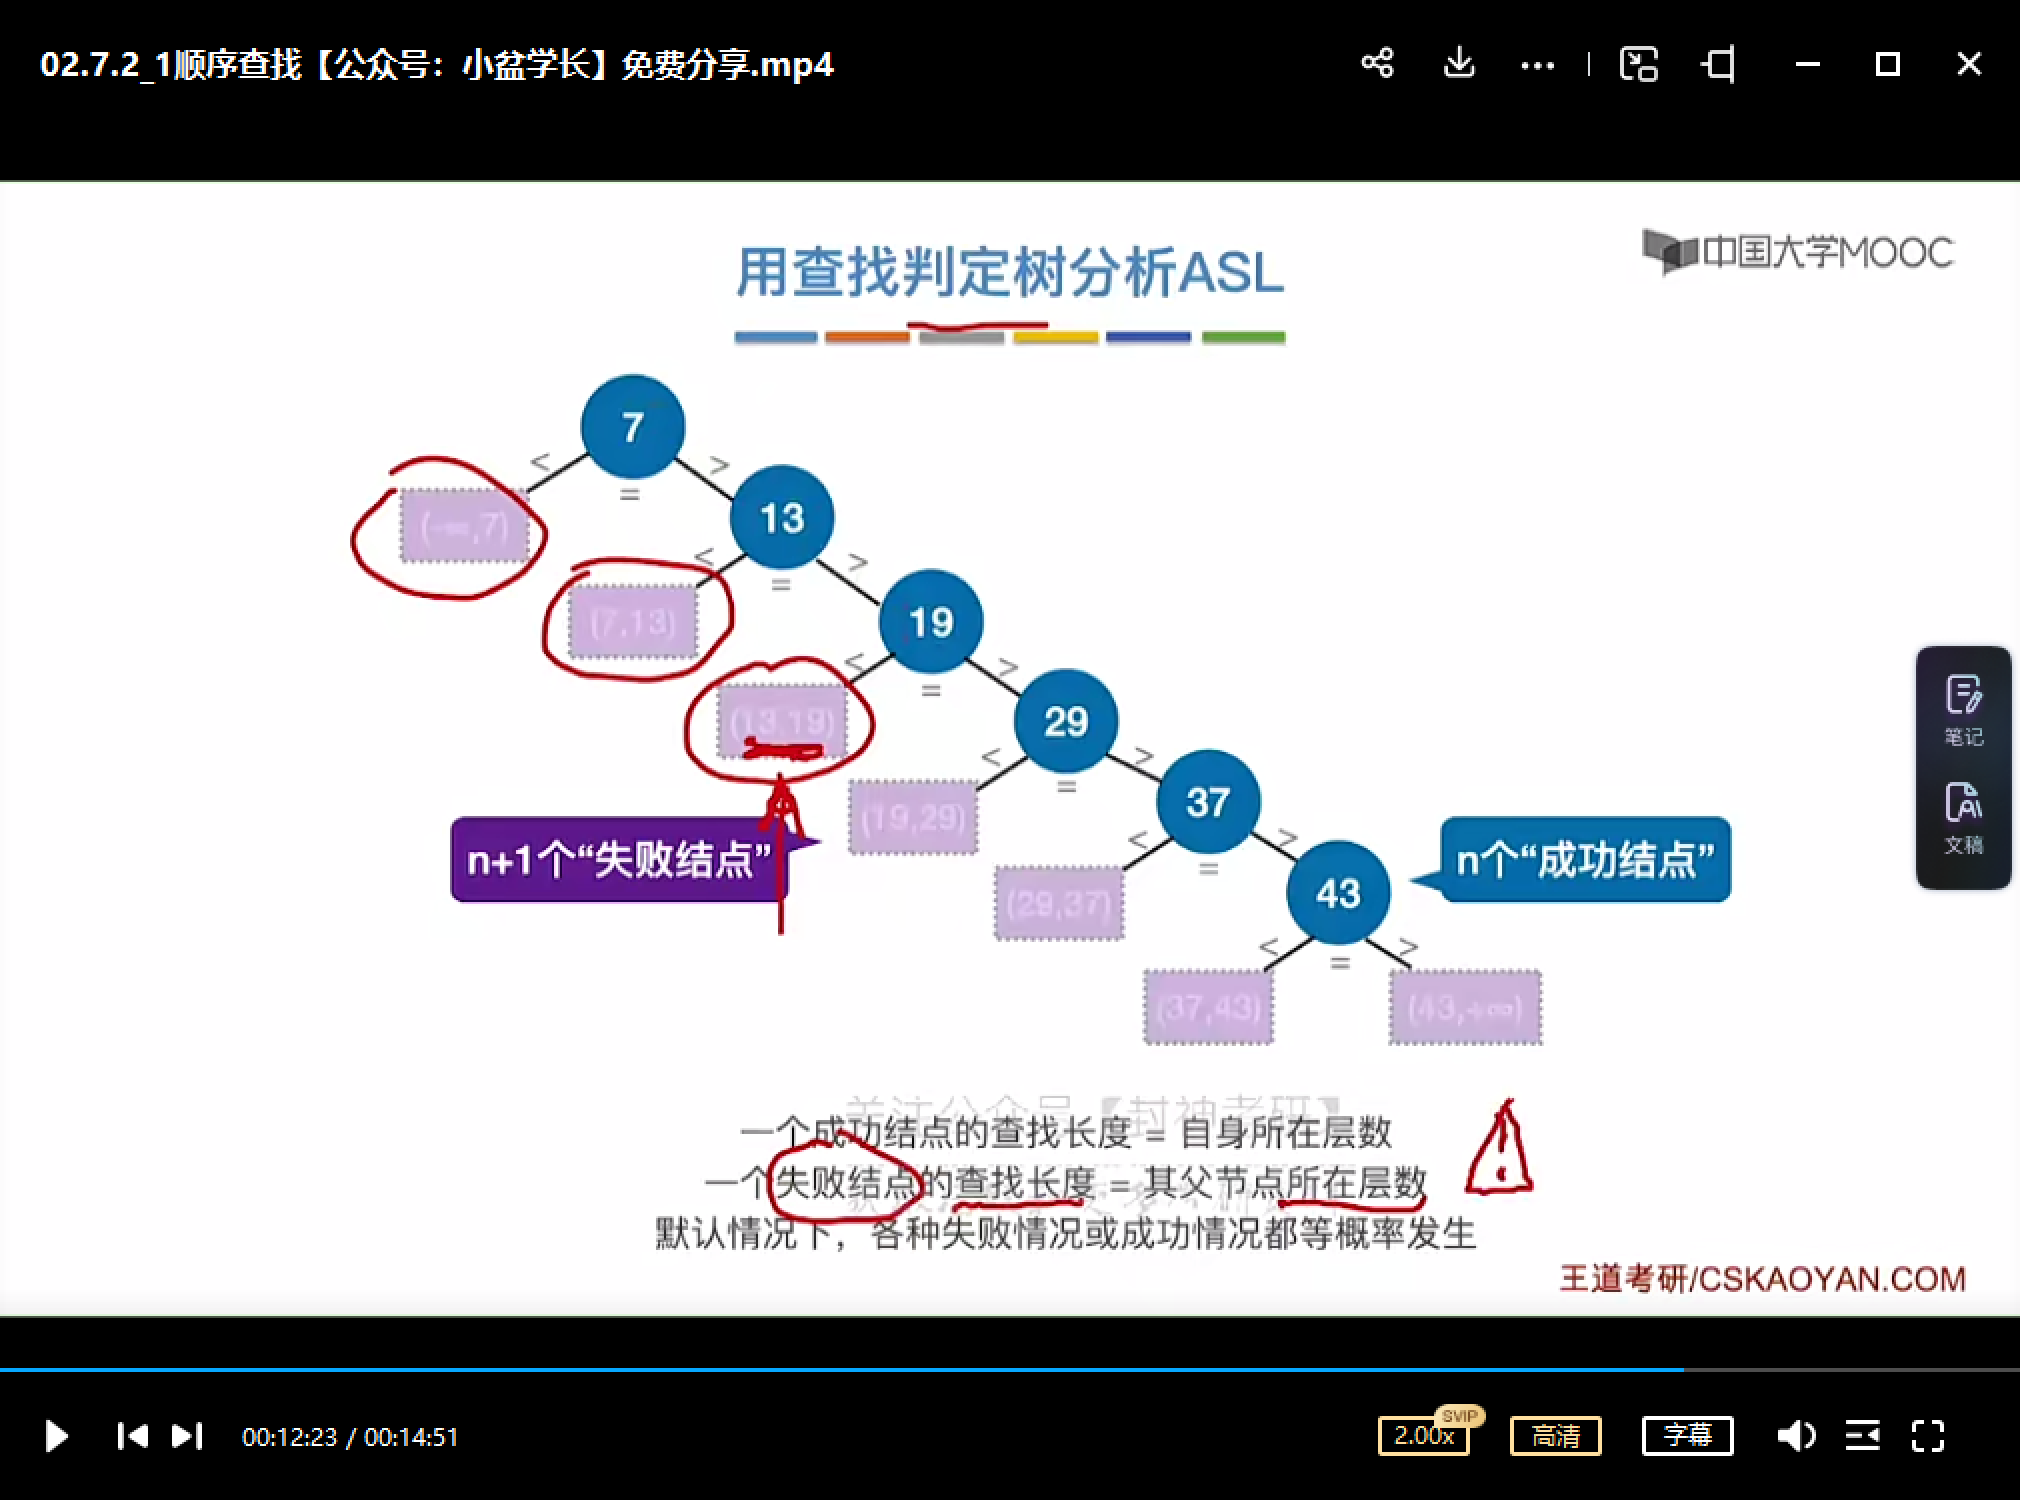 02.7.2_1顺序查找【公众号：小盆学长】免费分享.mp4
用查找判定树分析ASL
中国大学MOOC
7
< = >
(-∞,7)
13
< = >
(7,13)
19
< = >
(13,19)
29
< = >
(19,29)
37
< = >
(29,37)
43
< = >
(37,43)
(43,+∞)
n+1个“失败结点”
n个“成功结点”
笔记
文稿
关注公众号【封神考研】
一个成功结点的查找长度 = 自身所在层数
一个失败结点的查找长度 = 其父节点所在层数
默认情况下，各种失败情况或成功情况都等概率发生
王道考研/CSKAOYAN.COM
00:12:23 / 00:14:51
SVIP
2.00x
高清
字幕